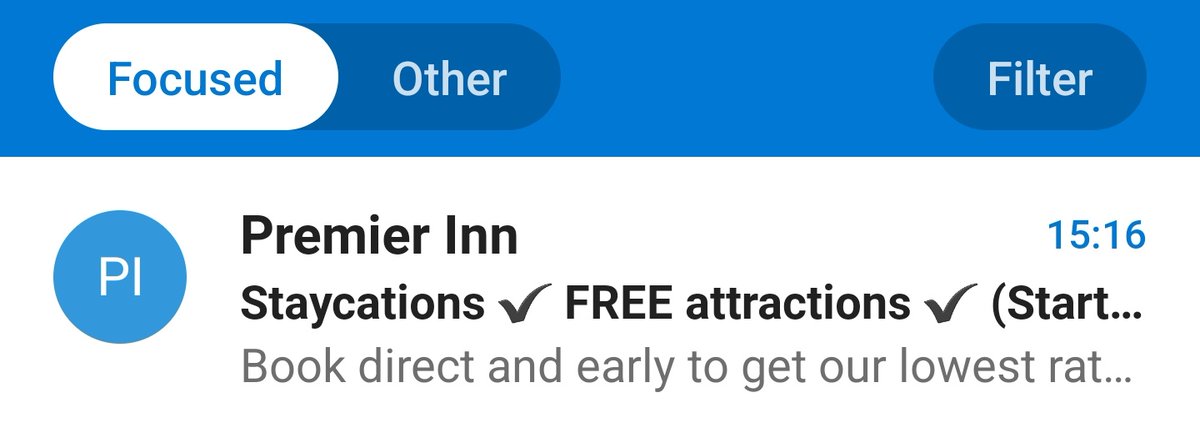 Focused Other Filter
PI
Premier Inn 15:16
Staycations ✔ FREE attractions ✔ (Start...
Book direct and early to get our lowest rat...